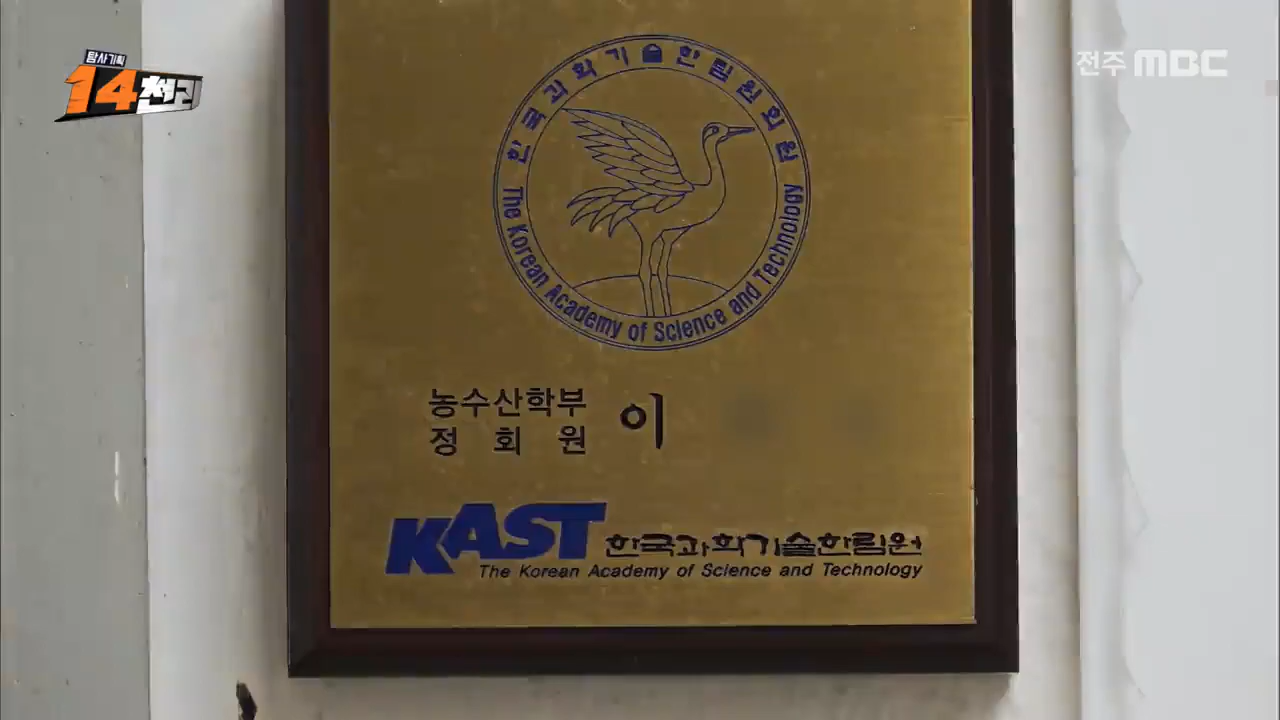 탐사기획
14천리
전주 MBC
한국과학기술한림원회원
The Korean Academy of Science and Technology
농수산학부 이
정 회 원
KAST 한국과학기술한림원
The Korean Academy of Science and Technology